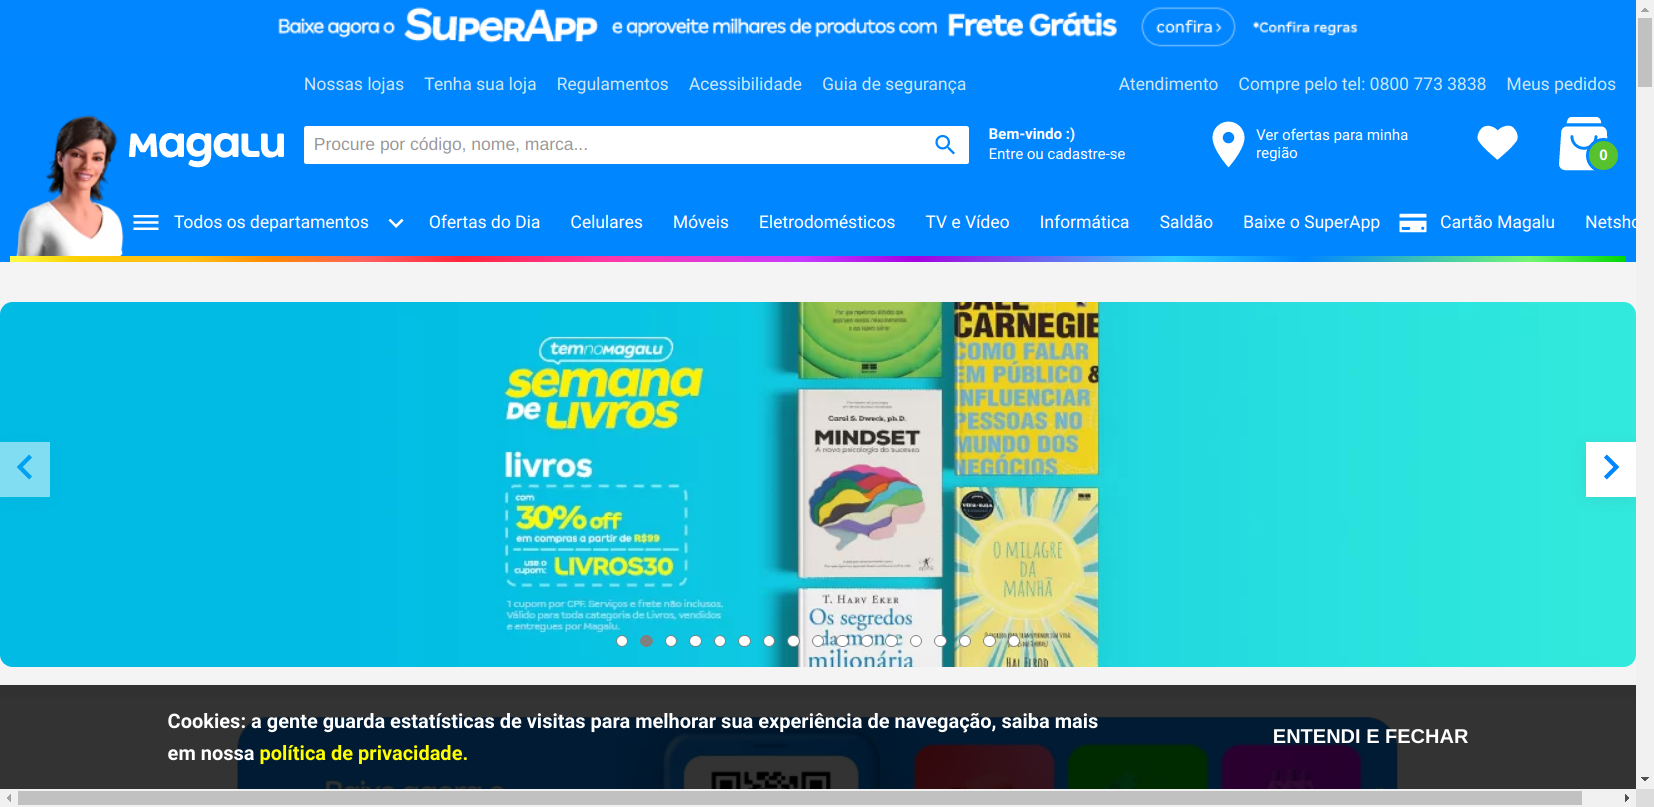 Baixe agora o SUPERAPP e aproveite milhares de produtos com Frete Grátis confira > *Confira regras
Nossas lojas Tenha sua loja Regulamentos Acessibilidade Guia de segurança Atendimento Compre pelo tel: 0800 773 3838 Meus pedidos
Magalu
Procure por código, nome, marca...
Bem-vindo :)
Entre ou cadastre-se
Ver ofertas para minha
região
0
Todos os departamentos Ofertas do Dia Celulares Móveis Eletrodomésticos TV e Vídeo Informática Saldão Baixe o SuperApp Cartão Magalu Netsho
temnomagalu
semana
de livros
livros
com
30% off
em compras a partir de R$99
use o
cupom: LIVROS30
1 cupom por CPF. Serviços e frete não inclusos.
Válido para toda categoria de Livros, vendidos
e entregues por Magalu.
Carol S. Dweck, ph.D.
MINDSET
A nova psicologia do sucesso
T. HARV EKER
Os segredos
da mente
milionária
DALE
CARNEGIE
COMO FALAR
EM PÚBLICO &
INFLUENCIAR
PESSOAS NO
MUNDO DOS
NEGÓCIOS
O MILAGRE
DA
MANHÃ
HAL ELROD
Cookies: a gente guarda estatísticas de visitas para melhorar sua experiência de navegação, saiba mais
em nossa política de privacidade.
ENTENDI E FECHAR
Baixe agora o